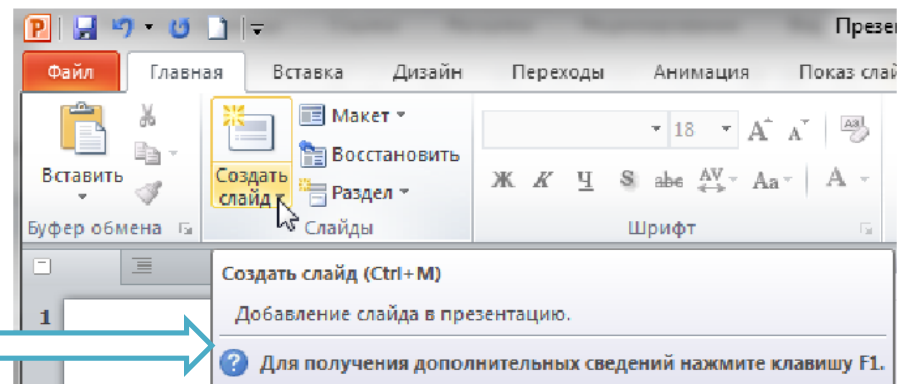 Презе
Файл Главная Вставка Дизайн Переходы Анимация Показ слай
Вставить
Создать слайд
Макет
Восстановить
Раздел
18
Ж К Ч S abc AV Aa А
Буфер обмена Слайды Шрифт
1
Создать слайд (Ctrl+M)
Добавление слайда в презентацию.
Для получения дополнительных сведений нажмите клавишу F1.